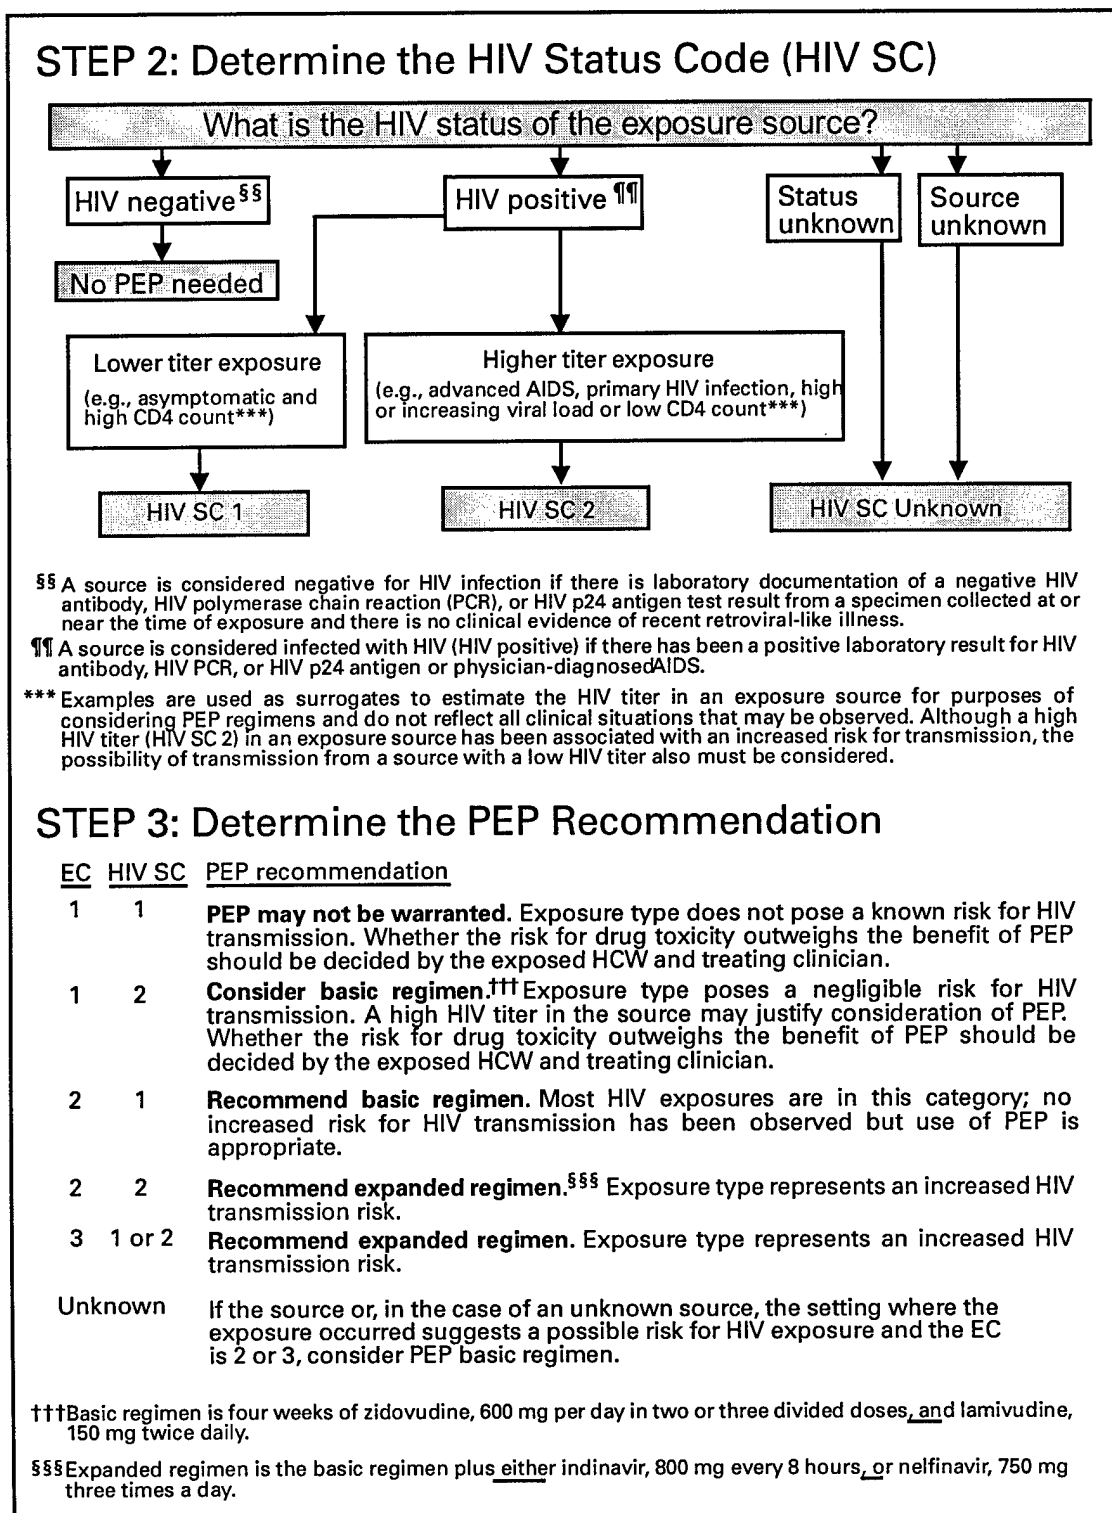 STEP 2: Determine the HIV Status Code (HIV SC)
What is the HIV status of the exposure source?
HIV negative§§
HIV positive ¶¶
Status
unknown
Source
unknown
No PEP needed
Lower titer exposure
(e.g., asymptomatic and
high CD4 count***)
Higher titer exposure
(e.g., advanced AIDS, primary HIV infection, high
or increasing viral load or low CD4 count***)
HIV SC 1
HIV SC 2
HIV SC Unknown
§§ A source is considered negative for HIV infection if there is laboratory documentation of a negative HIV
antibody, HIV polymerase chain reaction (PCR), or HIV p24 antigen test result from a specimen collected at or
near the time of exposure and there is no clinical evidence of recent retroviral-like illness.
¶¶ A source is considered infected with HIV (HIV positive) if there has been a positive laboratory result for HIV
antibody, HIV PCR, or HIV p24 antigen or physician-diagnosedAIDS.
*** Examples are used as surrogates to estimate the HIV titer in an exposure source for purposes of
considering PEP regimens and do not reflect all clinical situations that may be observed. Although a high
HIV titer (HIV SC 2) in an exposure source has been associated with an increased risk for transmission, the
possibility of transmission from a source with a low HIV titer also must be considered.
STEP 3: Determine the PEP Recommendation
EC HIV SC PEP recommendation
1 1 PEP may not be warranted. Exposure type does not pose a known risk for HIV
transmission. Whether the risk for drug toxicity outweighs the benefit of PEP
should be decided by the exposed HCW and treating clinician.
1 2 Consider basic regimen.††† Exposure type poses a negligible risk for HIV
transmission. A high HIV titer in the source may justify consideration of PEP.
Whether the risk for drug toxicity outweighs the benefit of PEP should be
decided by the exposed HCW and treating clinician.
2 1 Recommend basic regimen. Most HIV exposures are in this category; no
increased risk for HIV transmission has been observed but use of PEP is
appropriate.
2 2 Recommend expanded regimen.§§§ Exposure type represents an increased HIV
transmission risk.
3 1 or 2 Recommend expanded regimen. Exposure type represents an increased HIV
transmission risk.
Unknown If the source or, in the case of an unknown source, the setting where the
exposure occurred suggests a possible risk for HIV exposure and the EC
is 2 or 3, consider PEP basic regimen.
†††Basic regimen is four weeks of zidovudine, 600 mg per day in two or three divided doses, and lamivudine,
150 mg twice daily.
§§§Expanded regimen is the basic regimen plus either indinavir, 800 mg every 8 hours, or nelfinavir, 750 mg
three times a day.